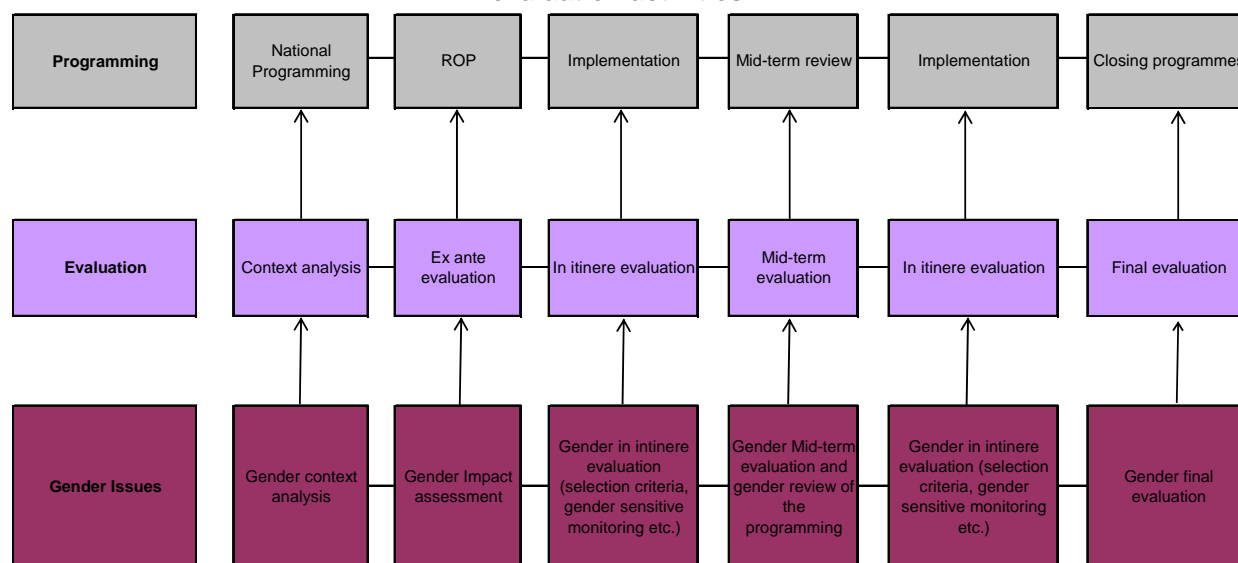 Programming
National
Programming
ROP
Implementation
Mid-term review
Implementation
Closing programmes
Evaluation
Context analysis
Ex ante
evaluation
In itinere evaluation
Mid-term
evaluation
In itinere evaluation
Final evaluation
Gender Issues
Gender context
analysis
Gender Impact
assessment
Gender in intinere
evaluation
(selection criteria,
gender sensitive
monitoring etc.)
Gender Mid-term
evaluation and
gender review of
the
programming
Gender in intinere
evaluation (selection
criteria, gender
sensitive monitoring
etc.)
Gender final
evaluation